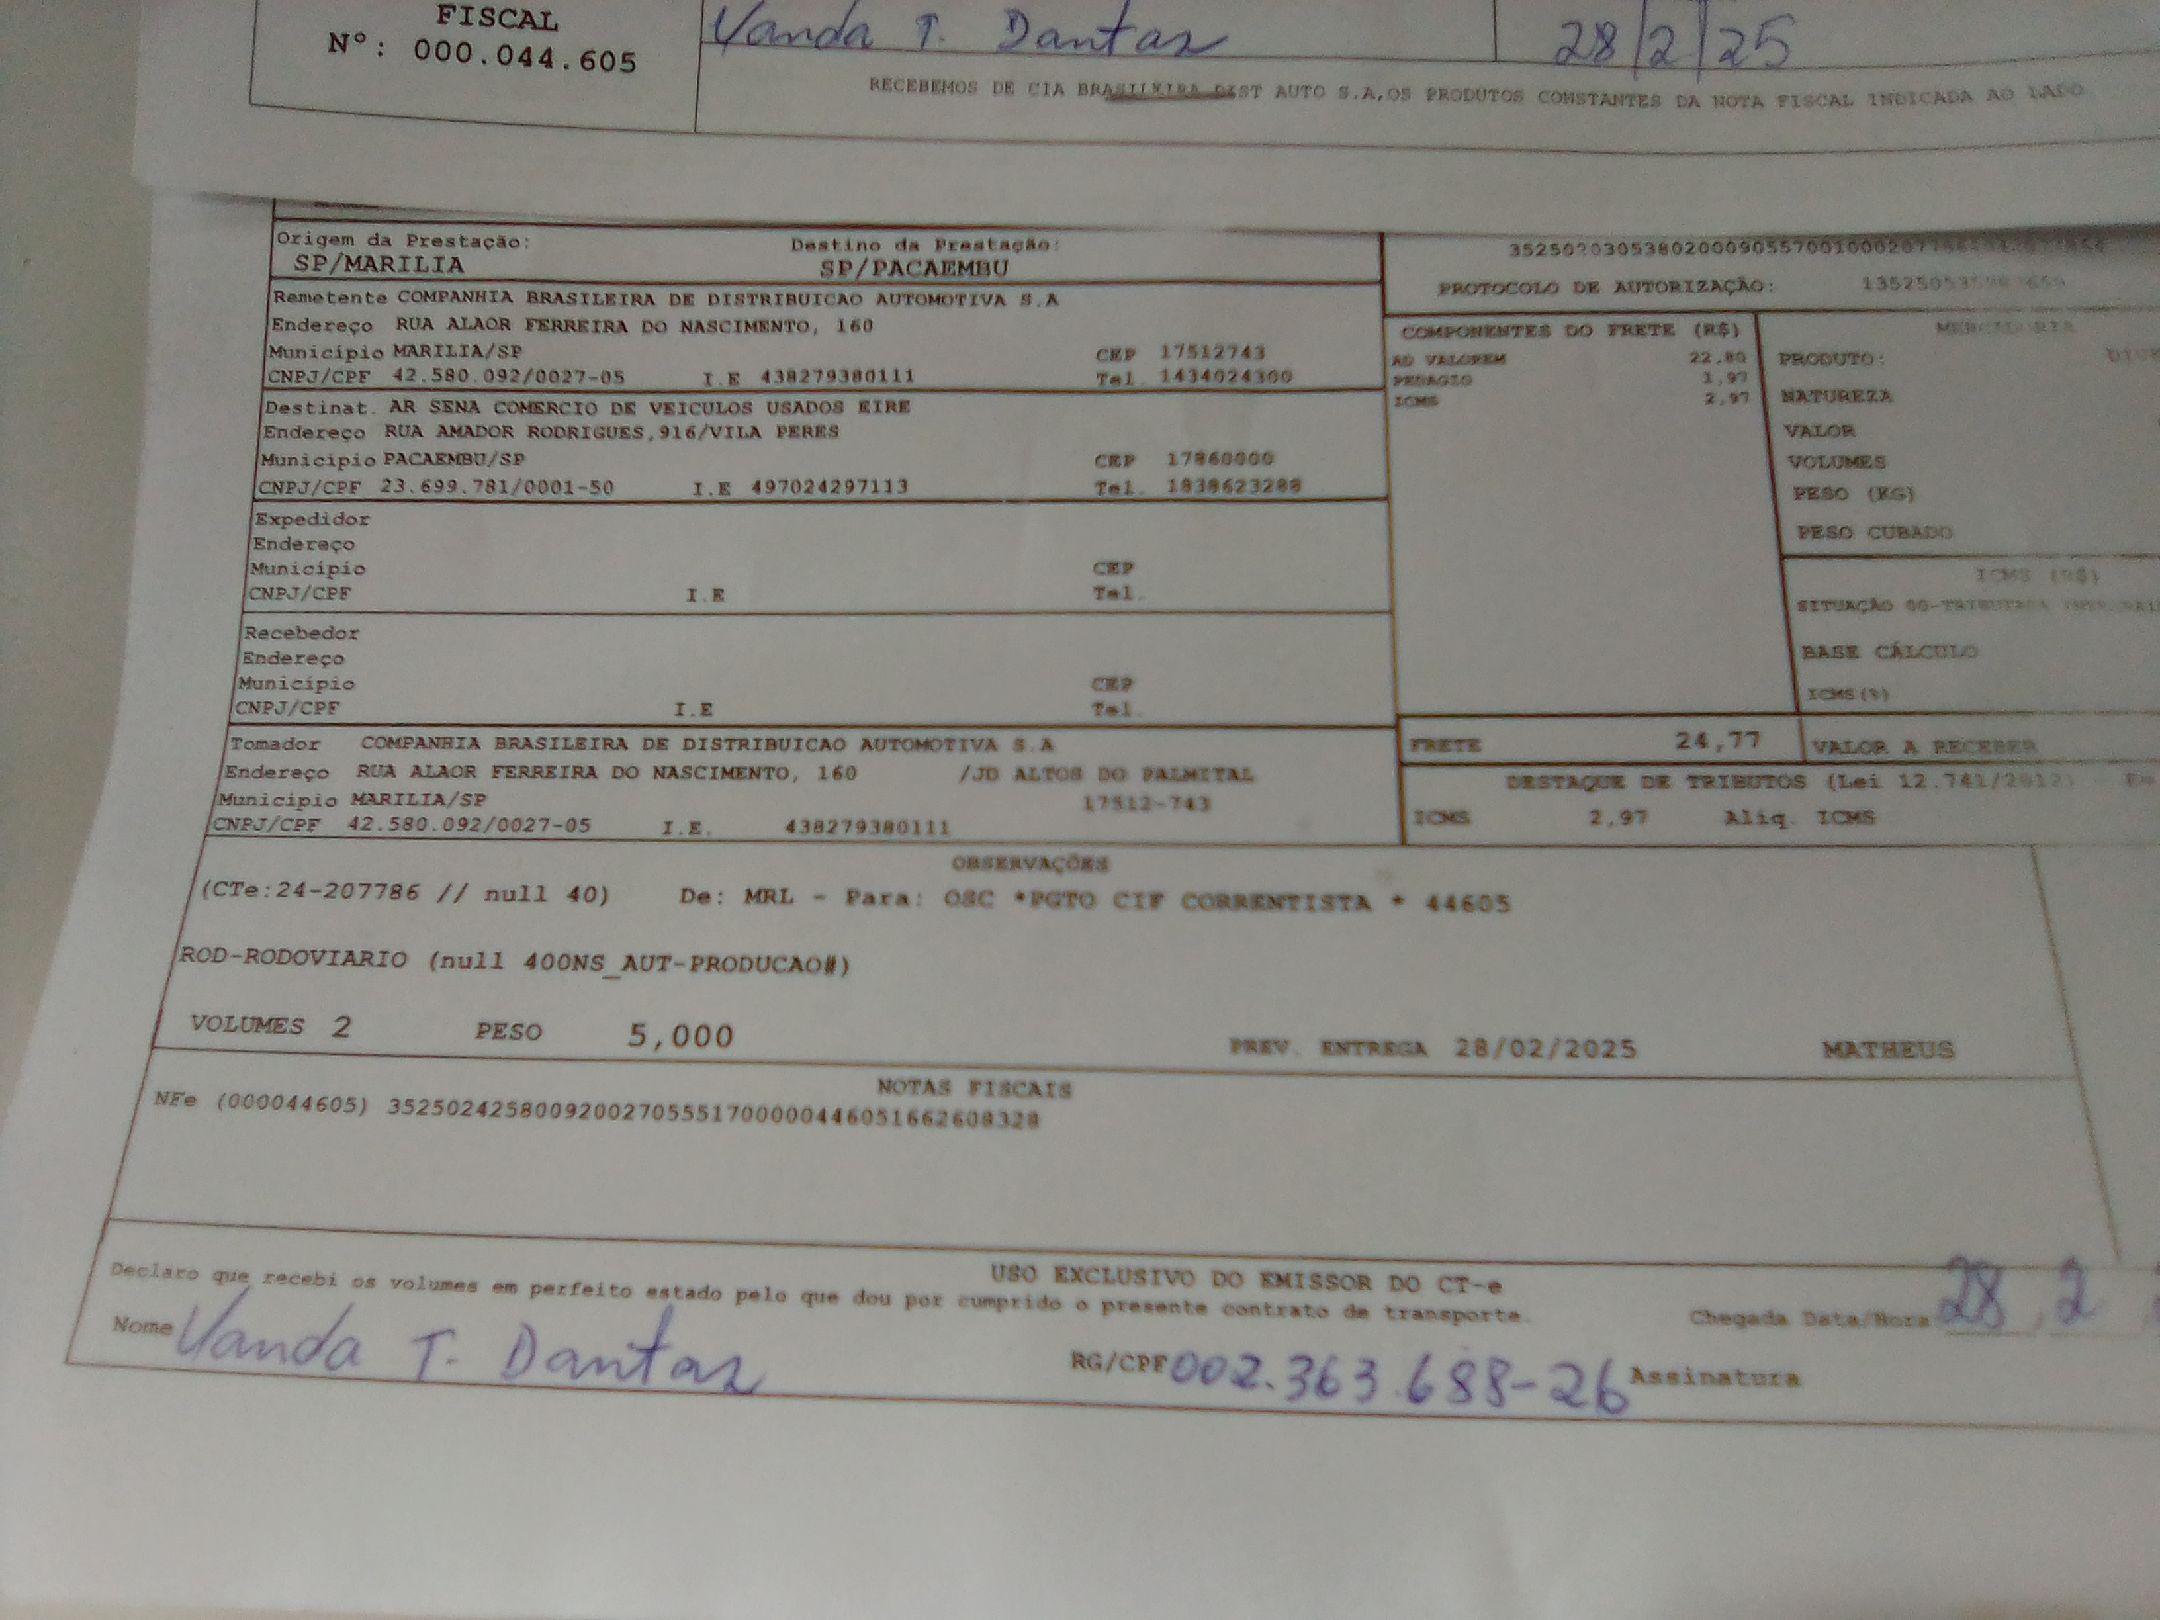 FISCAL
Nº: 000.044.605
Vanda T. Dantas
28/2/25
RECEBEMOS DE CIA BRASILEIRA DIST AUTO S.A,OS PRODUTOS CONSTANTES DA NOTA FISCAL INDICADA AO LADO
Origem da Prestação: Destino da Prestação:
SP/MARILIA SP/PACAEMBU
Remetente COMPANHIA BRASILEIRA DE DISTRIBUICAO AUTOMOTIVA S.A
Endereço RUA ALAOR FERREIRA DO NASCIMENTO, 160
Município MARILIA/SP CEP 17512743
CNPJ/CPF 42.580.092/0027-05 I.E 438279380111 Tel. 1434024300
Destinat. AR SENA COMERCIO DE VEICULOS USADOS EIRE
Endereço RUA AMADOR RODRIGUES,916/VILA PERES
Município PACAEMBU/SP CEP 17860000
CNPJ/CPF 23.699.781/0001-50 I.E 497024297113 Tel. 1838623288
Expedidor
Endereço
Município CEP
CNPJ/CPF I.E Tel.
Recebedor
Endereço
Município CEP
CNPJ/CPF I.E Tel.
Tomador COMPANHIA BRASILEIRA DE DISTRIBUICAO AUTOMOTIVA S.A
Endereço RUA ALAOR FERREIRA DO NASCIMENTO, 160 /JD ALTOS DO PALMITAL
Município MARILIA/SP 17512-743
CNPJ/CPF 42.580.092/0027-05 I.E. 438279380111
PROTOCOLO DE AUTORIZAÇÃO:
COMPONENTES DO FRETE (R$)
AD VALOREM 22,80
PEDAGIO 1,97
ICMS 2,97
MERCADORIA
PRODUTO:
NATUREZA
VALOR
VOLUMES
PESO (KG)
PESO CUBADO
ICMS (R$)
SITUAÇÃO 00-TRIBUTADA
BASE CÁLCULO
ICMS(%)
FRETE 24,77 VALOR A RECEBER
DESTAQUE DE TRIBUTOS (Lei 12.741/2012)
ICMS 2,97 Aliq. ICMS
OBSERVAÇÕES
(CTe:24-207786 // null 40) De: MRL - Para: OSC *PGTO CIF CORRENTISTA * 44605
ROD-RODOVIARIO (null 400NS_AUT-PRODUCAO#)
VOLUMES 2 PESO 5,000 PREV. ENTREGA 28/02/2025 MATHEUS
NOTAS FISCAIS
NFe (000044605) 35250242580092002705551700000446051662608328
USO EXCLUSIVO DO EMISSOR DO CT-e
Declaro que recebi os volumes em perfeito estado pelo que dou por cumprido o presente contrato de transporte.
Chegada Data/Hora 28, 2
Nome Vanda T. Dantas RG/CPF 002.363.688-26 Assinatura